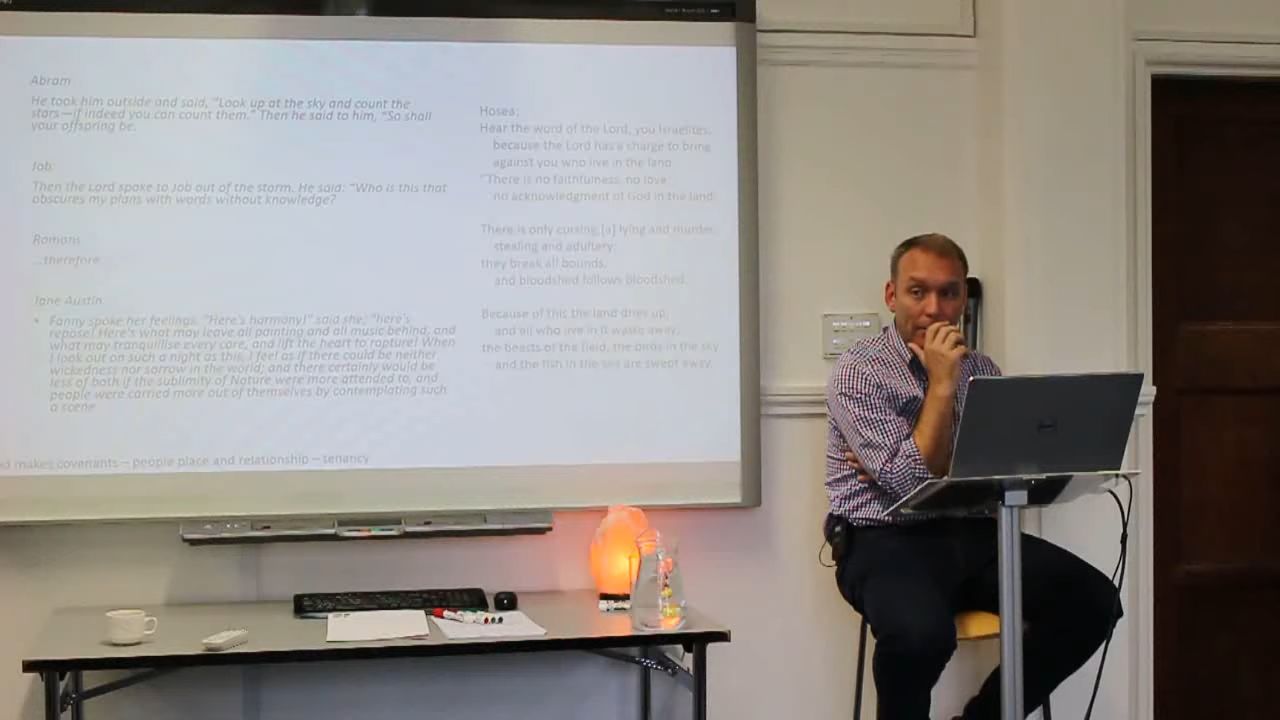 Abram
He took him outside and said, "Look up at the sky and count the
stars—if indeed you can count them." Then he said to him, "So shall
your offspring be.
Job
Then the Lord spoke to Job out of the storm. He said: "Who is this that
obscures my plans with words without knowledge?
Romans
...therefore
Jane Austin
• Fanny spoke her feelings. "Here's harmony!" said she; "here's
repose! Here's what may leave all painting and all music behind, and
what may tranquilise every care, and lift the heart to rapture! When
I look out on such a night as this, I feel as if there could be neither
wickedness nor sorrow in the world; and there certainly would be
less of both if the sublimity of Nature were more attended to, and
people were carried more out of themselves by contemplating such
a scene
makes covenants – people place and relationship – tenancy
Hosea:
Hear the word of the Lord, you Israelites,
because the Lord has a charge to bring
against you who live in the land
"There is no faithfulness, no love,
no acknowledgment of God in the land.
There is only cursing,[a] lying and murder,
stealing and adultery;
they break all bounds,
and bloodshed follows bloodshed.
Because of this the land dries up,
and all who live in it waste away;
the beasts of the field, the birds in the sky
and the fish in the sea are swept away.
DELL